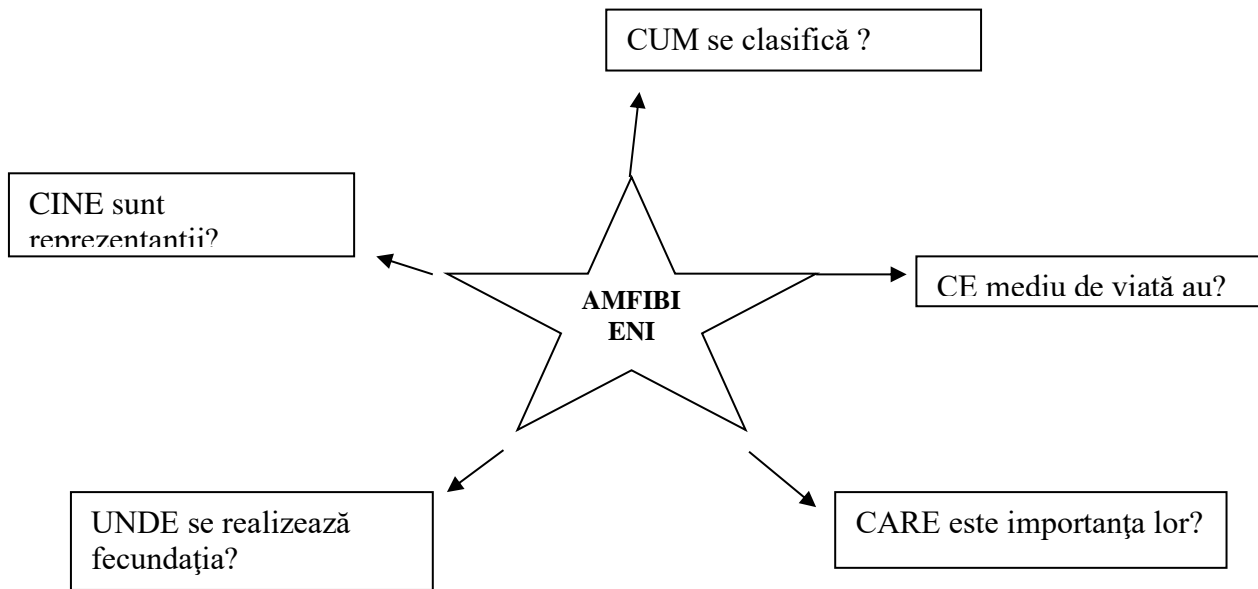 CUM se clasifică ?
CINE sunt
reprezentanţii?
CE mediu de viaţă au?
AMFIBI
ENI
UNDE se realizează
fecundaţia?
CARE este importanţa lor?